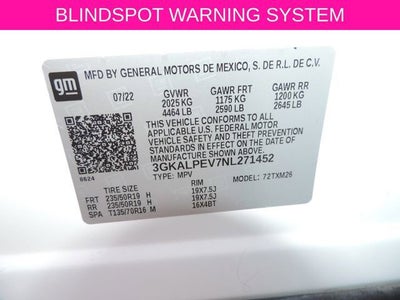 BLINDSPOT WARNING SYSTEM
gm
MFD BY GENERAL MOTORS DE MEXICO, S. DE R.L. DE C.V.
07/22 GVWR GAWR FRT GAWR RR
2025 KG 1175 KG 1200 KG
4464 LB 2590 LB 2645 LB
THIS VEHICLE CONFORMS TO ALL
APPLICABLE U.S. FEDERAL MOTOR
VEHICLE SAFETY AND THEFT PREVENTION
STANDARDS IN EFFECT ON THE DATE OF
MANUFACTURE SHOWN ABOVE.
3GKALPEV7NL271452
TYPE: MPV
8624
TIRE SIZE RIM MODEL: 72TXM26
FRT 235/50R19 H 19X7.5J
RR 235/50R19 H 19X7.5J
SPA T135/70R16 M 16X4BT